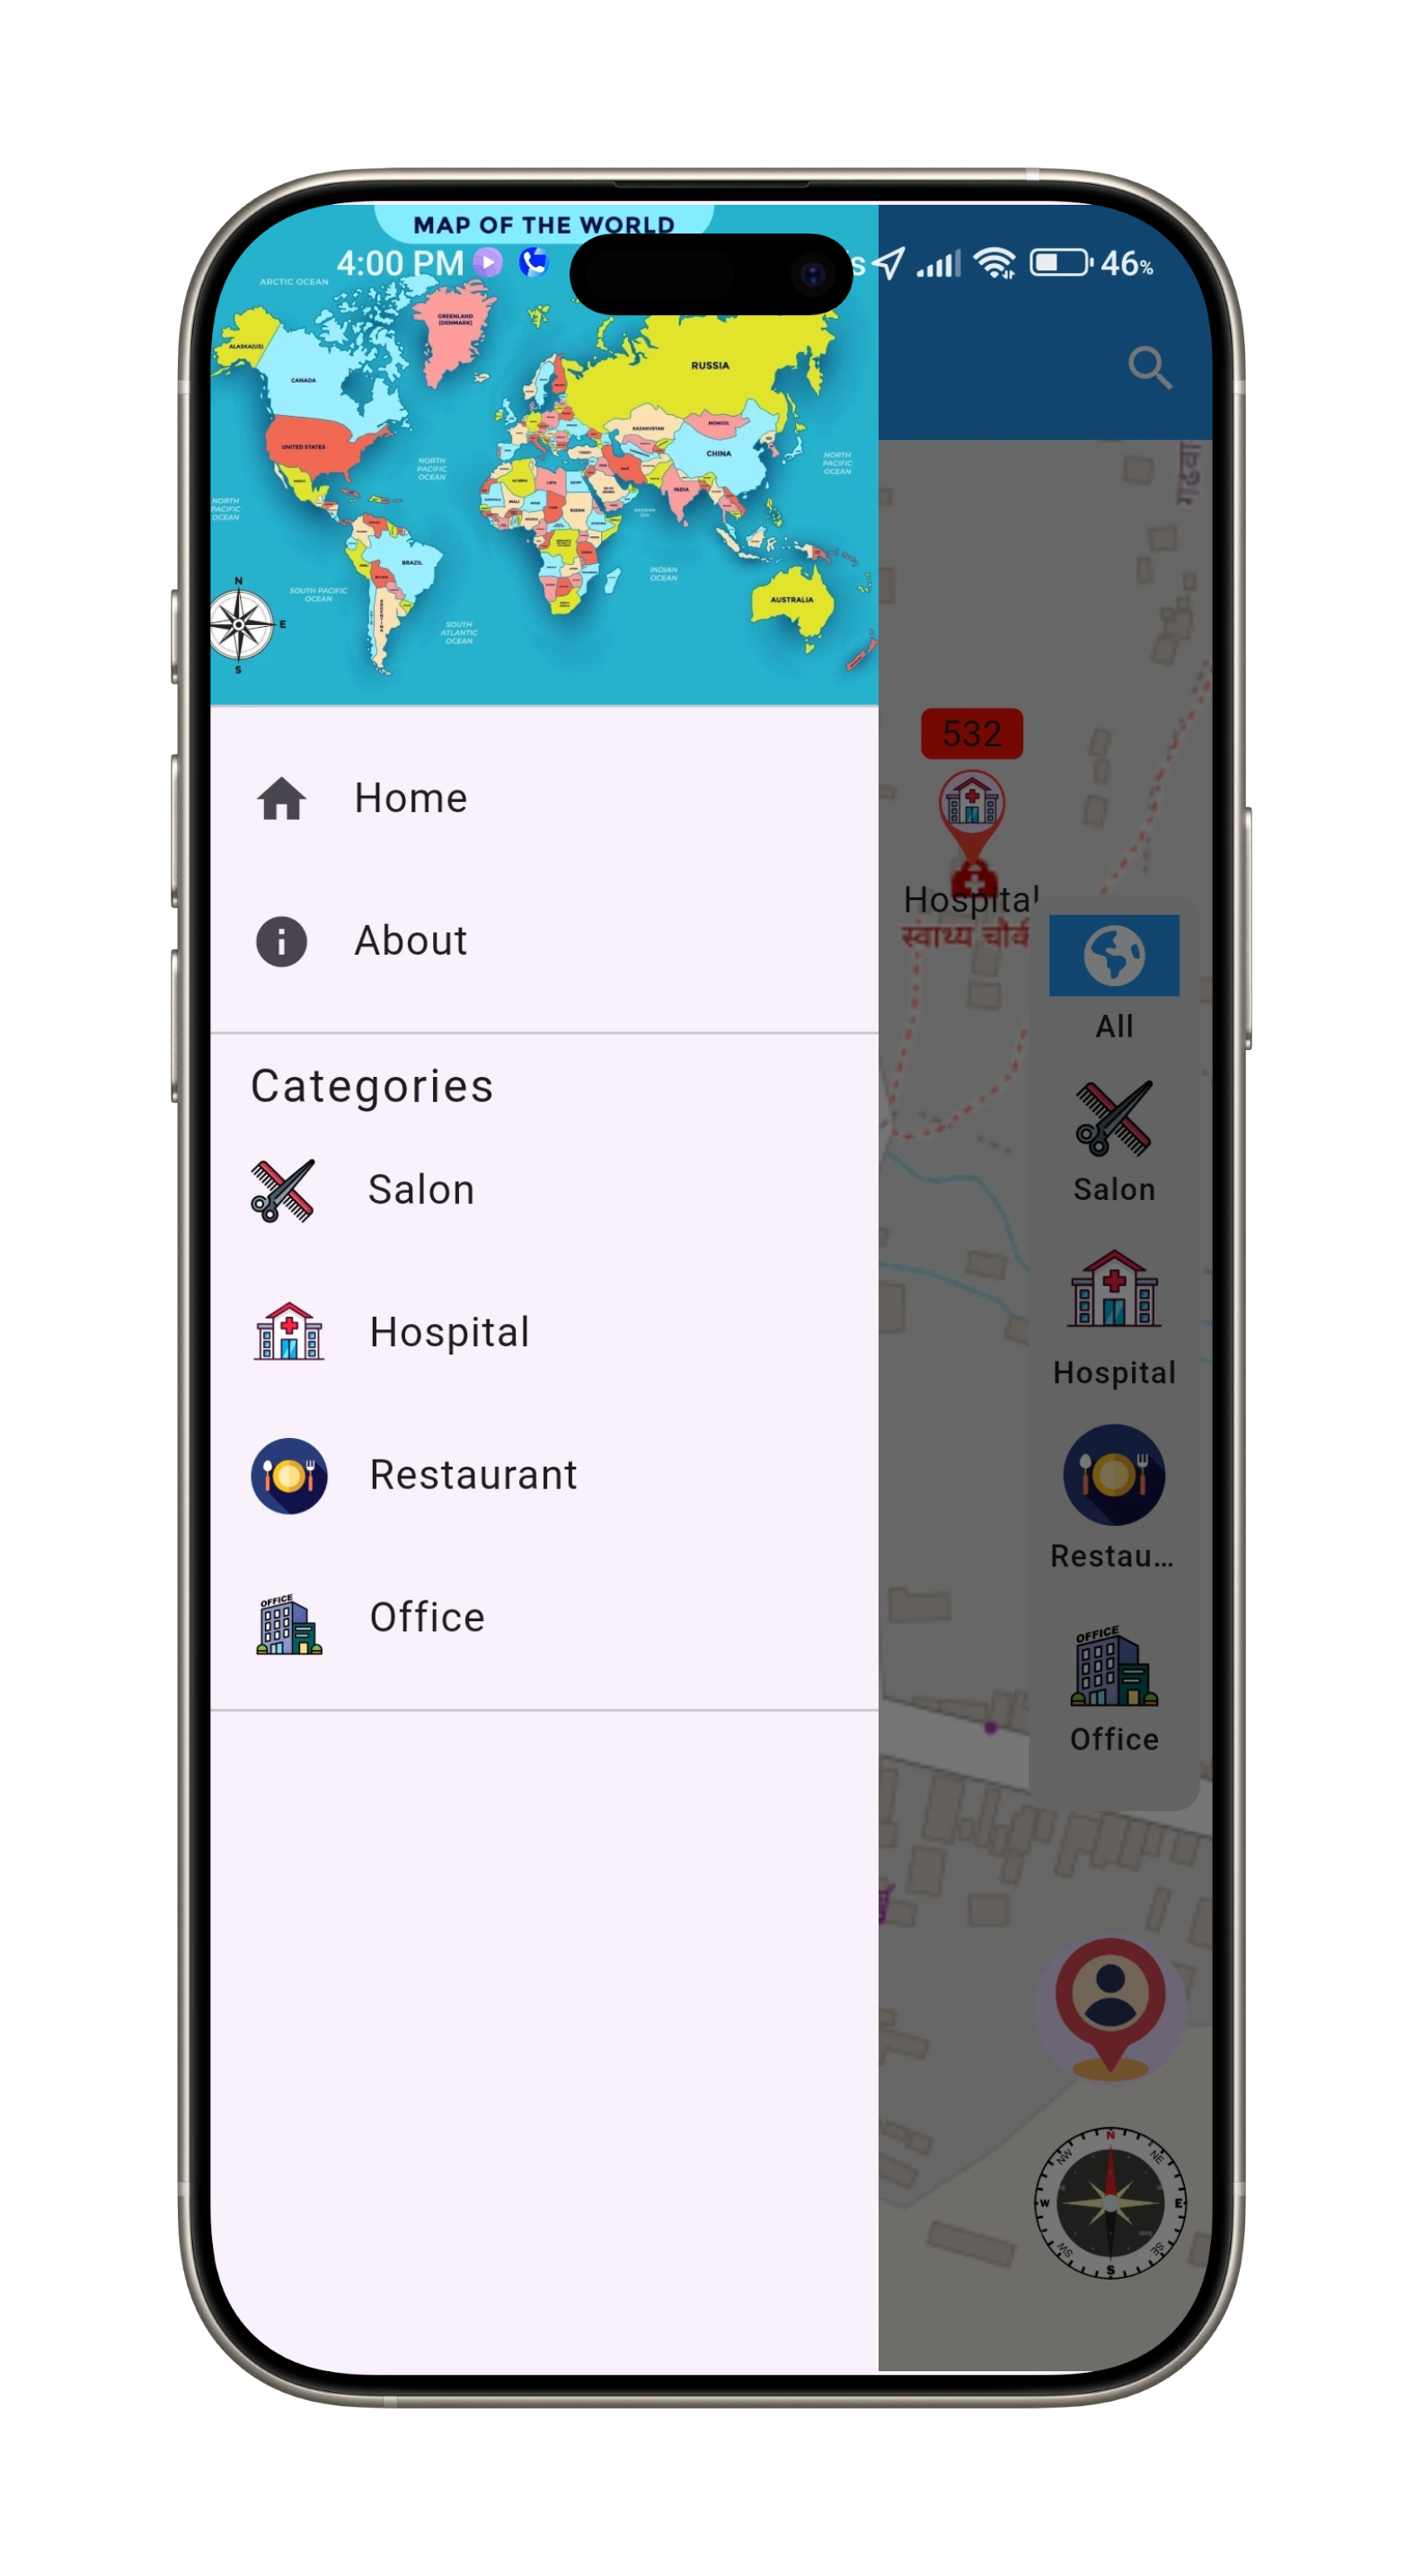 MAP OF THE WORLD
4:00 PM
46%
ARCTIC OCEAN
GREENLAND
(DENMARK)
ALASKA(US)
CANADA
RUSSIA
UNITED STATES
KAZAKHSTAN
MONGOL
CHINA
NORTH
PACIFIC
OCEAN
NORTH
PACIFIC
OCEAN
NORTH
PACIFIC
OCEAN
INDIA
SUDAN
MALI
BRAZIL
INDIAN
OCEAN
SOUTH PACIFIC
OCEAN
SOUTH
ATLANTIC
OCEAN
AUSTRALIA
ARGENTINA
N
E
S
Home
About
Categories
Salon
Hospital
Restaurant
Office
532
Hospital
स्वाथ्य चौक
All
Salon
Hospital
Restau...
Office
N
NE
E
SE
S
SW
W
NW